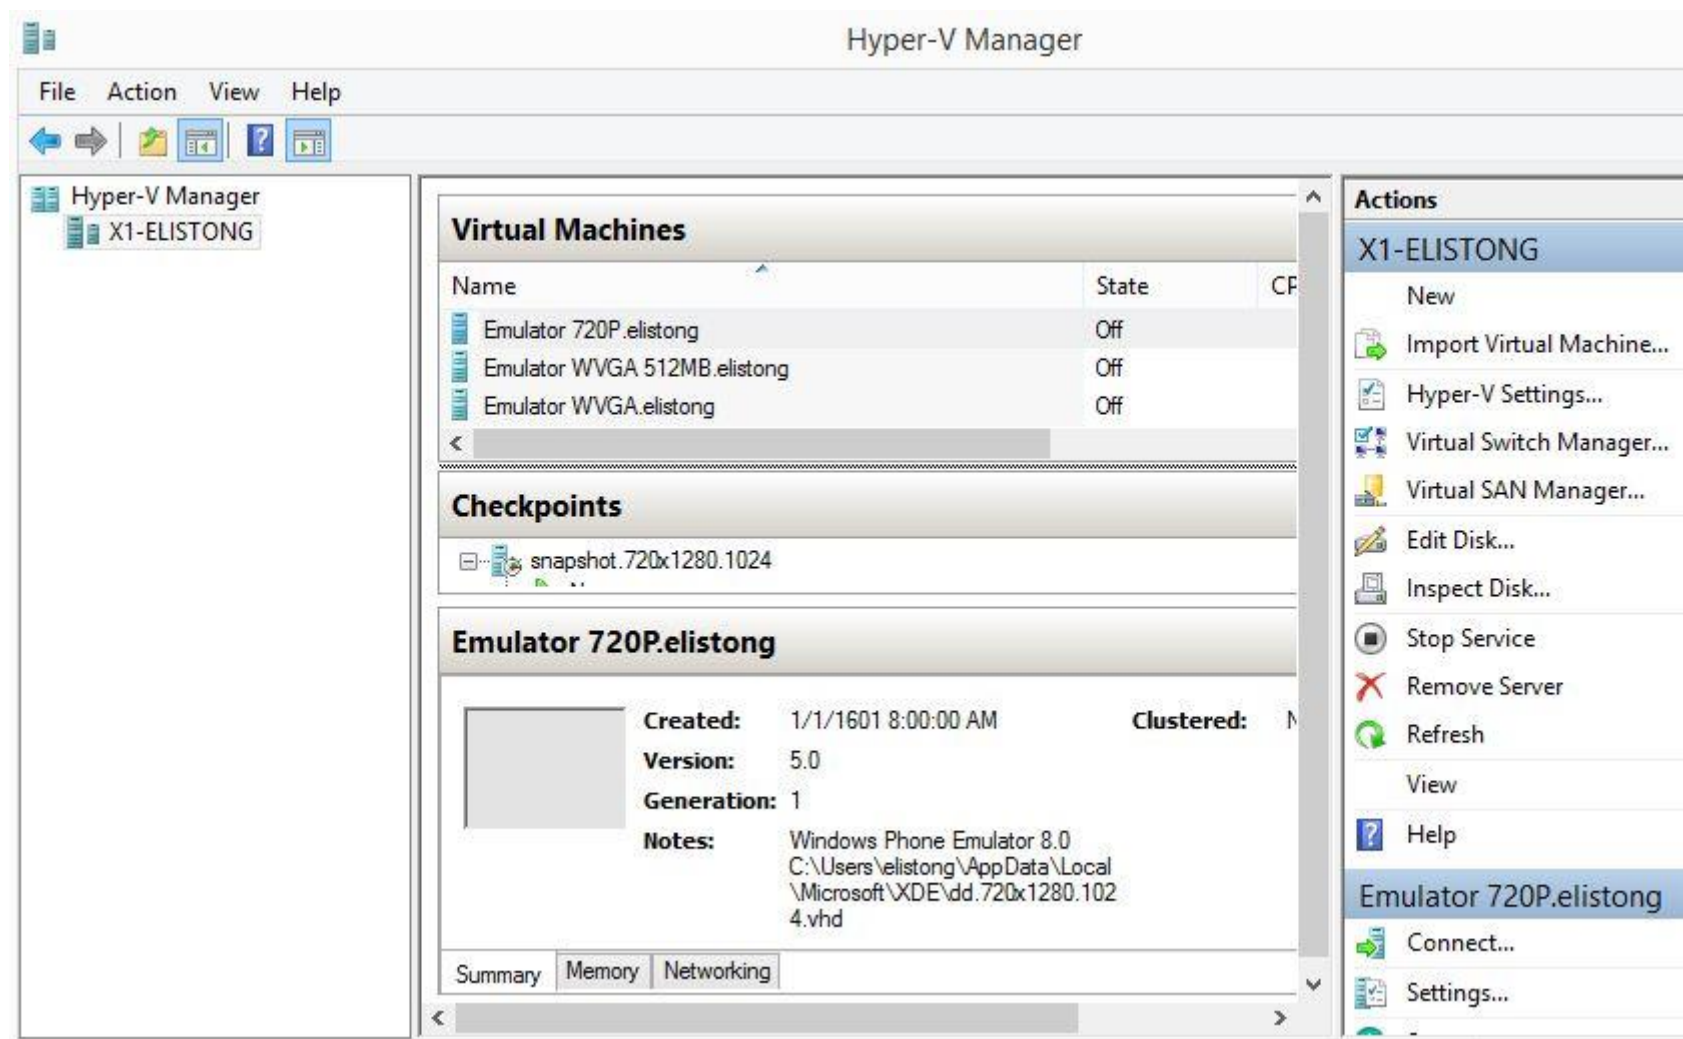 Hyper-V Manager
File Action View Help
Hyper-V Manager
X1-ELISTONG
Virtual Machines
Name State CP
Emulator 720P.elistong Off
Emulator WVGA 512MB.elistong Off
Emulator WVGA.elistong Off
Checkpoints
snapshot.720x1280.1024
Emulator 720P.elistong
Created: 1/1/1601 8:00:00 AM Clustered:
Version: 5.0
Generation: 1
Notes: Windows Phone Emulator 8.0
C:\Users\elistong\AppData\Local
\Microsoft\XDE\dd.720x1280.102
4.vhd
Summary Memory Networking
Actions
X1-ELISTONG
New
Import Virtual Machine...
Hyper-V Settings...
Virtual Switch Manager...
Virtual SAN Manager...
Edit Disk...
Inspect Disk...
Stop Service
Remove Server
Refresh
View
Help
Emulator 720P.elistong
Connect...
Settings...